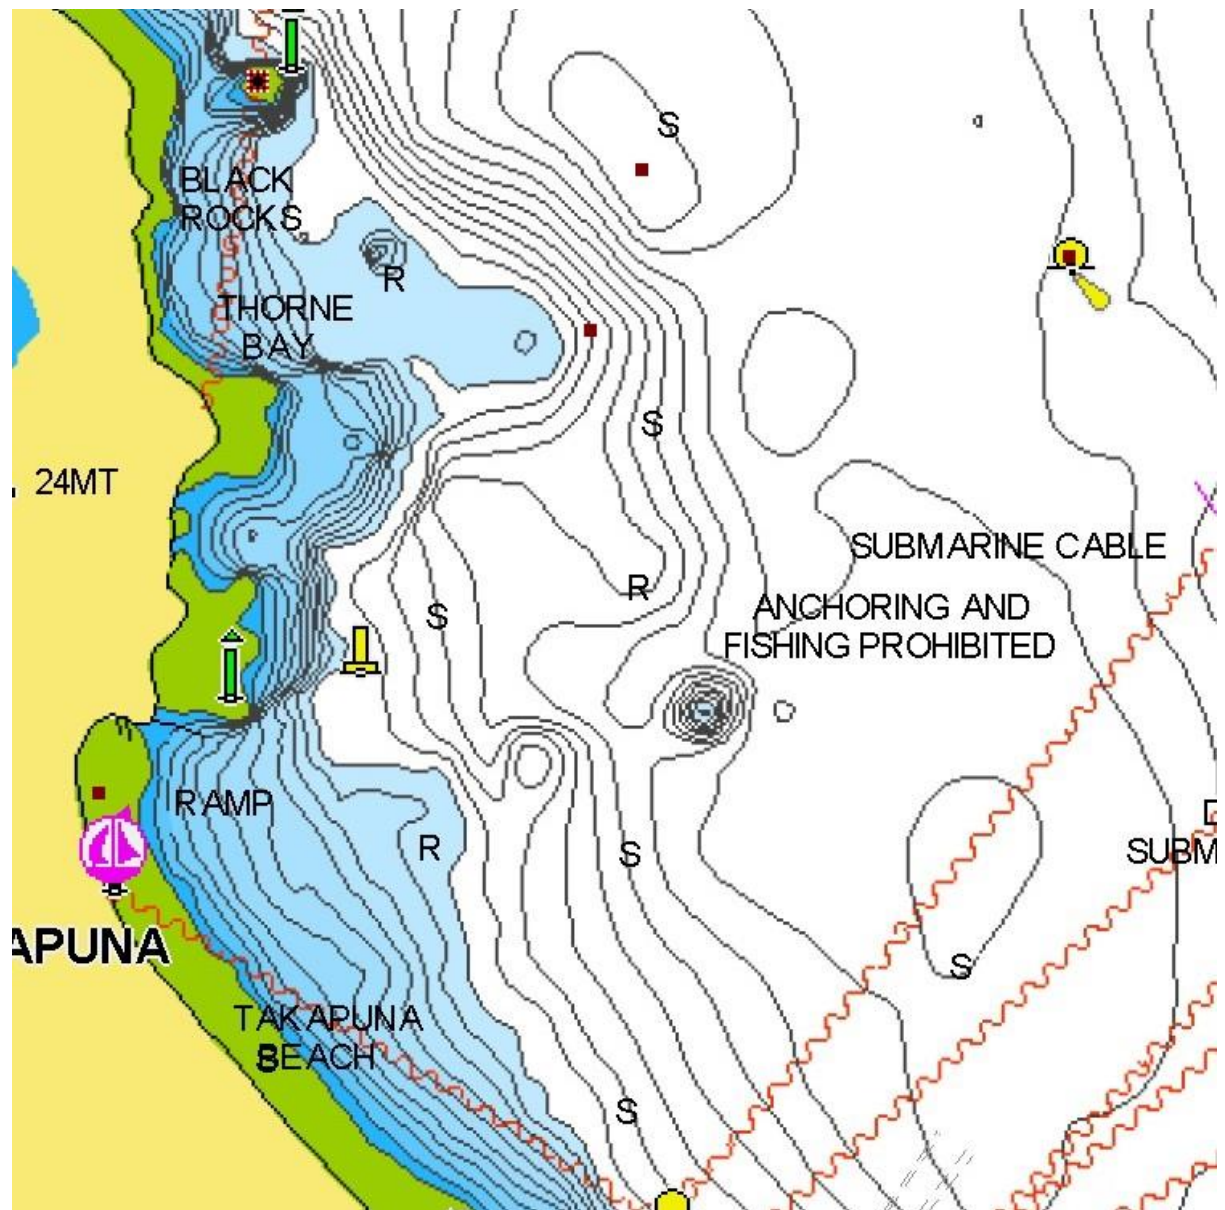 S
BLACK
ROCKS
R
THORNE
BAY
S
24MT
SUBMARINE CABLE
R
ANCHORING AND
FISHING PROHIBITED
S
RAMP
R
S
SUBM
APUNA
S
TAKAPUNA
BEACH
S